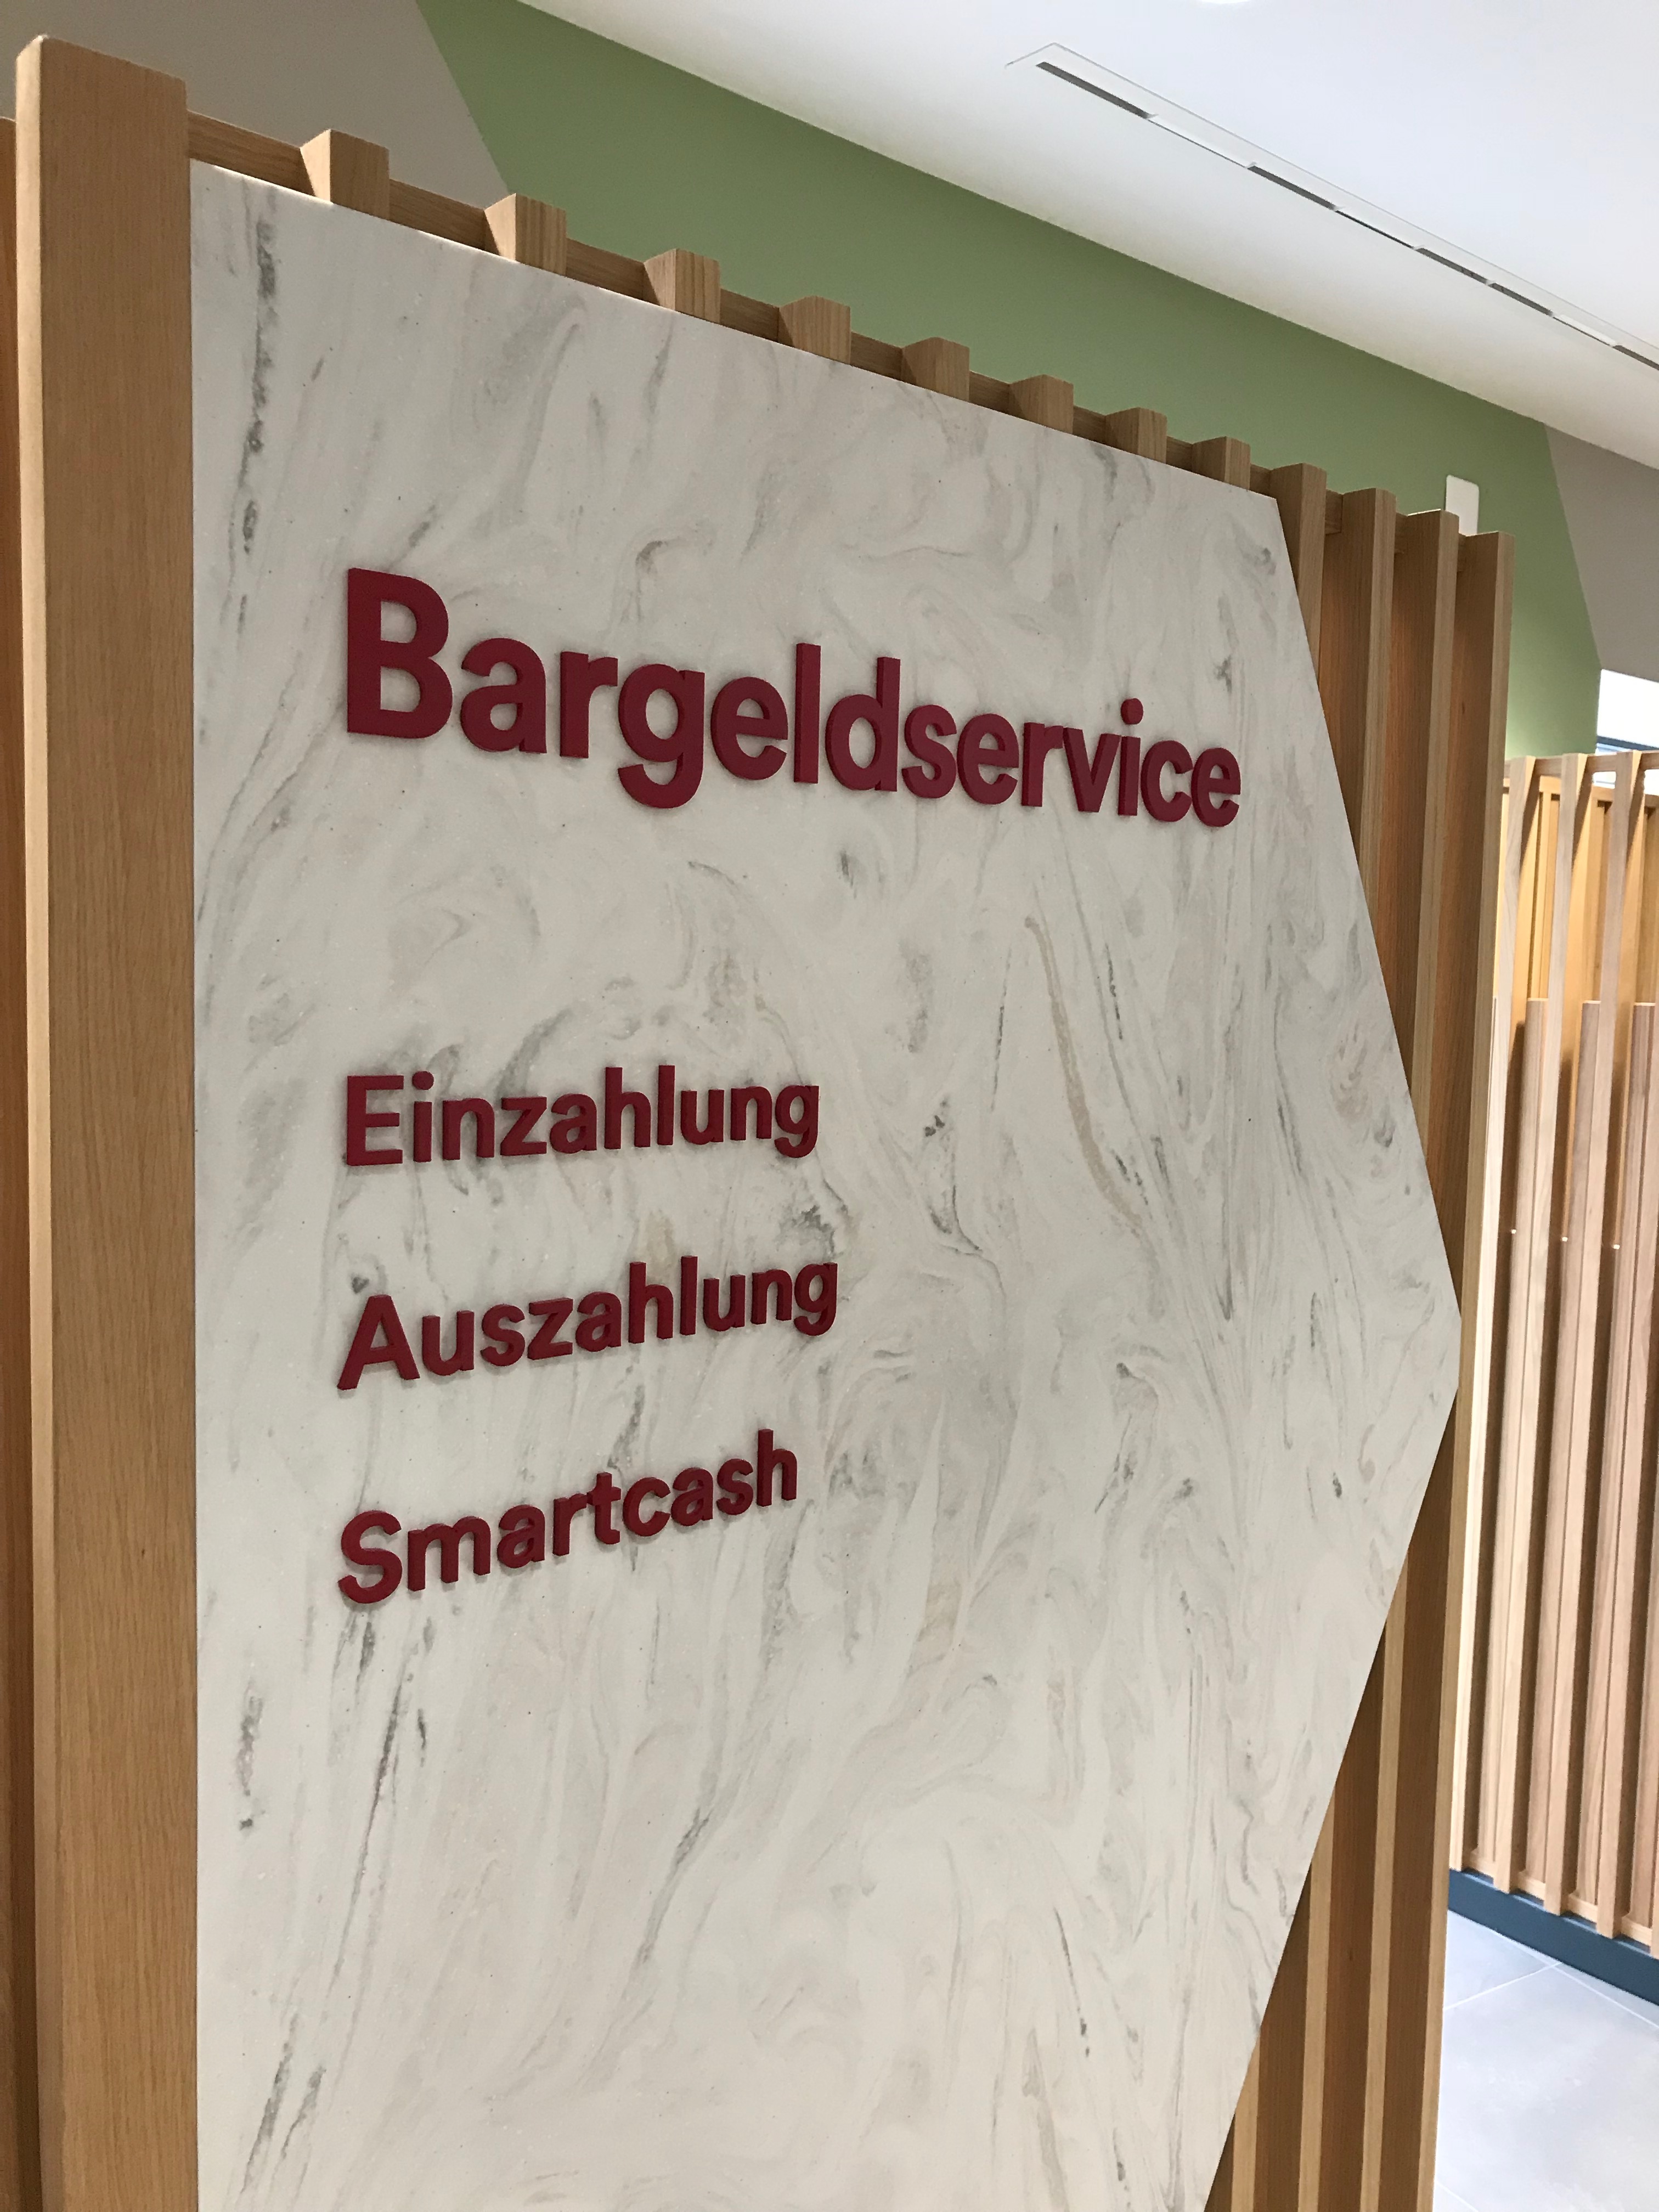 Bargeldservice
Einzahlung
Auszahlung
Smartcash